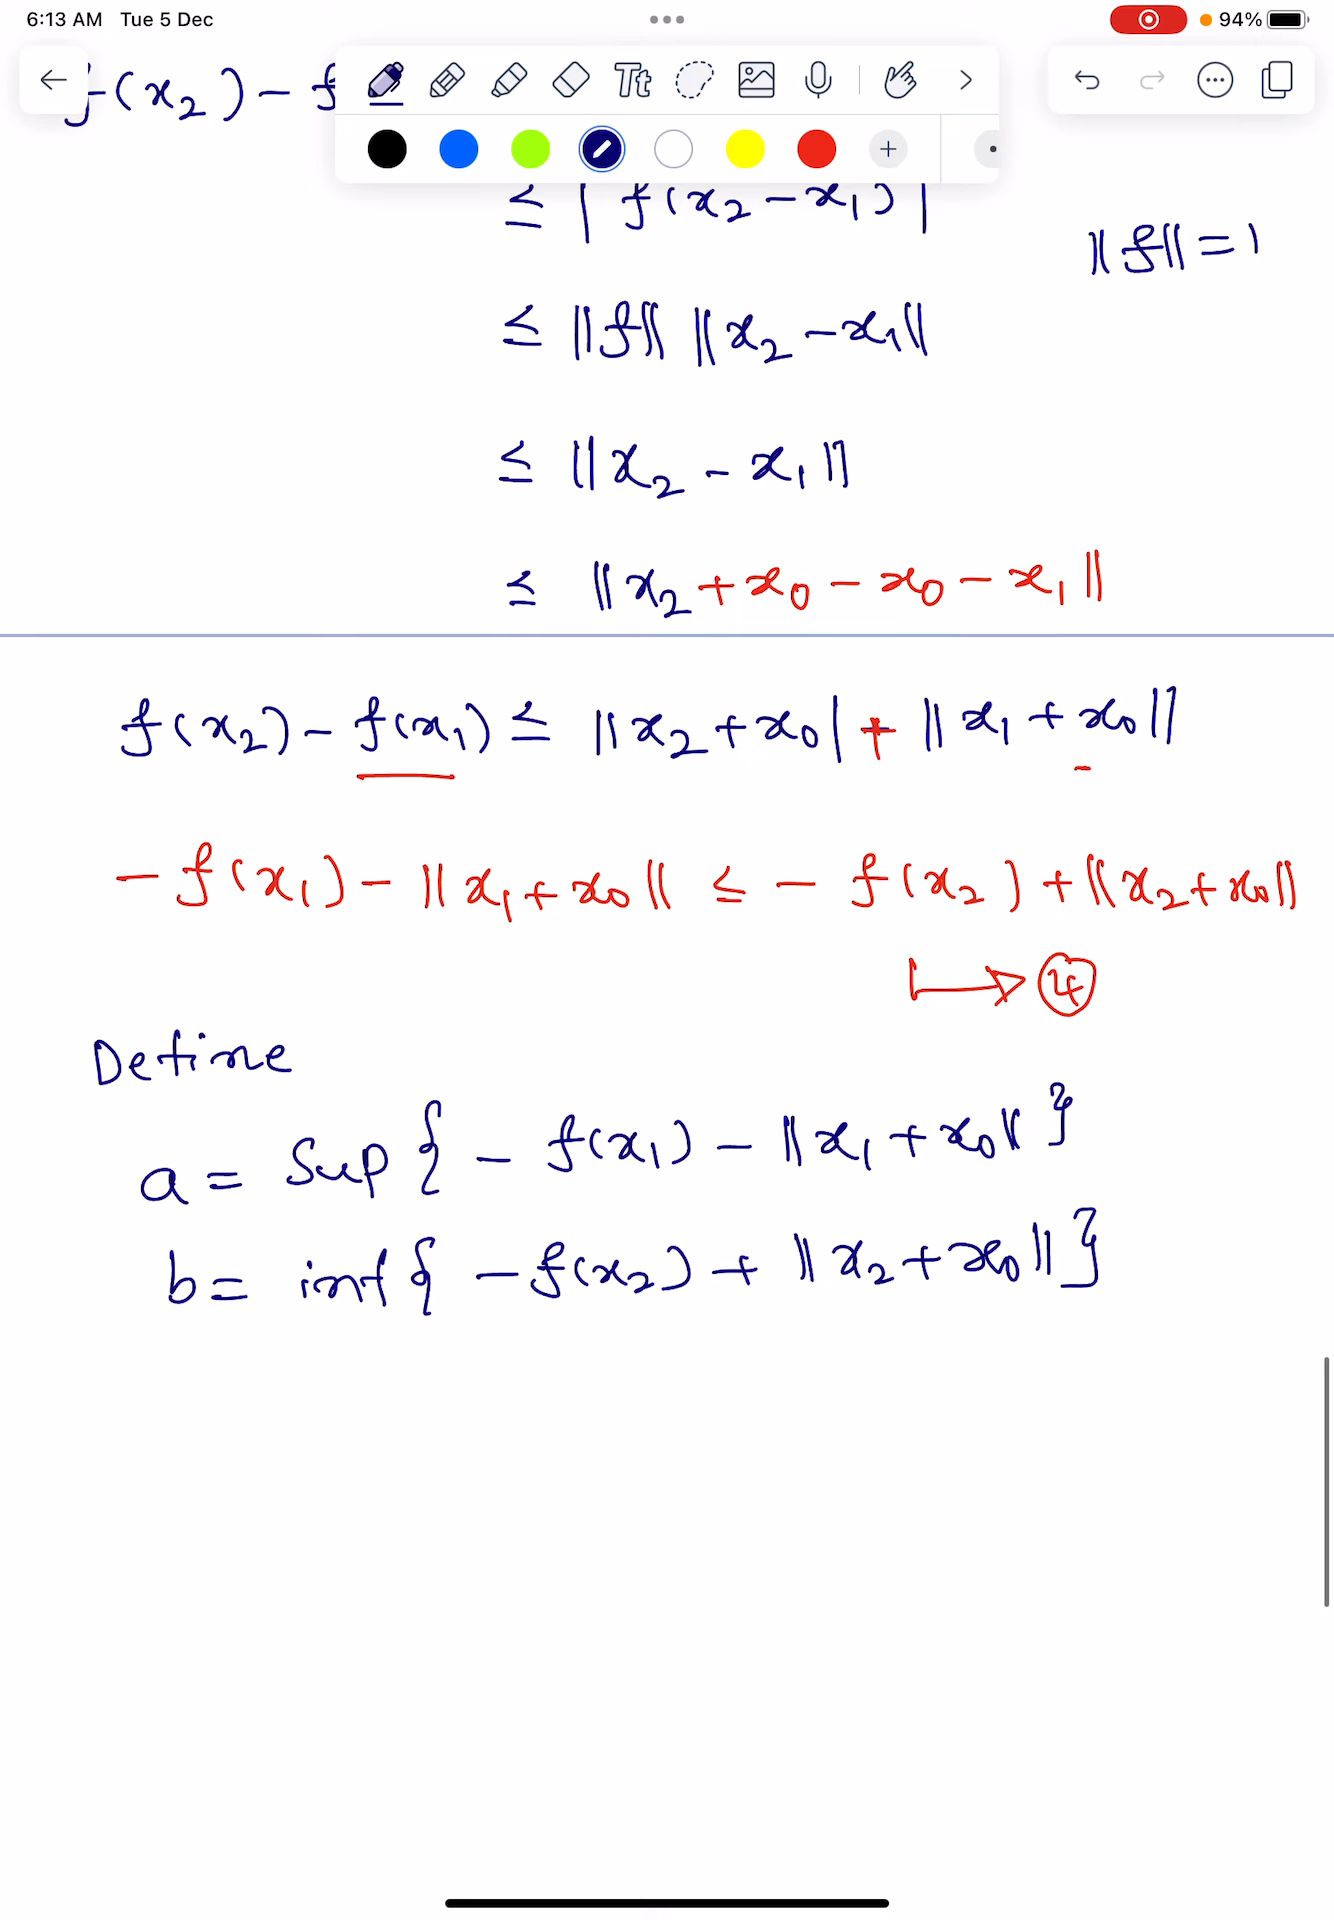 6:13 AM Tue 5 Dec
94%
f(x₂) - f
Tt
≤ | f(x₂ - x₁) |
||f|| = 1
≤ ||f|| ||x₂ - x₁||
≤ ||x₂ - x₁||
≤ ||x₂ + x₀ - x₀ - x₁||
f(x₂) - f(x₁) ≤ ||x₂ + x₀| + ||x₁ + x₀||
- f(x₁) - ||x₁ + x₀|| ≤ - f(x₂) + ||x₂ + x₀||
↦ ④
Define
a = Sup { - f(x₁) - ||x₁ + x₀|| }
b = inf { - f(x₂) + ||x₂ + x₀|| }